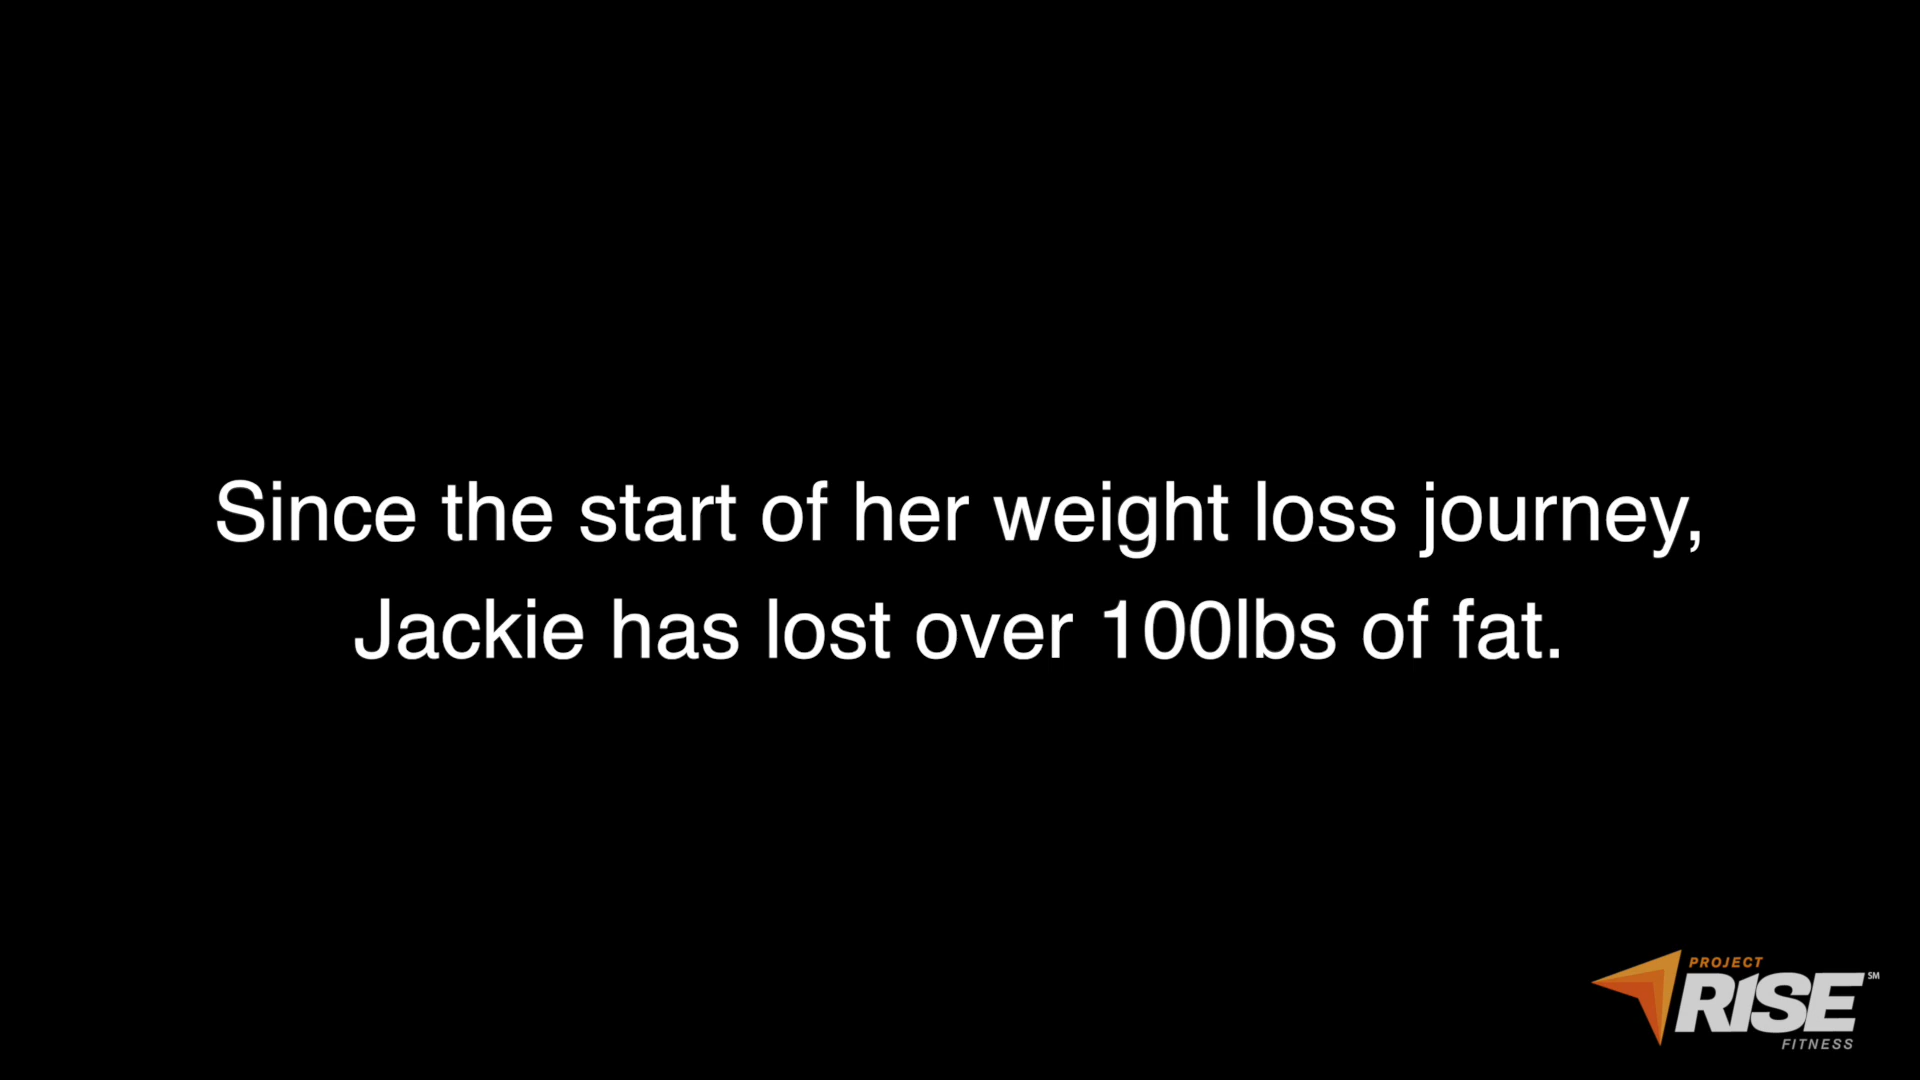 Since the start of her weight loss journey,
Jackie has lost over 100lbs of fat.
PROJECT
RISE SM
FITNESS